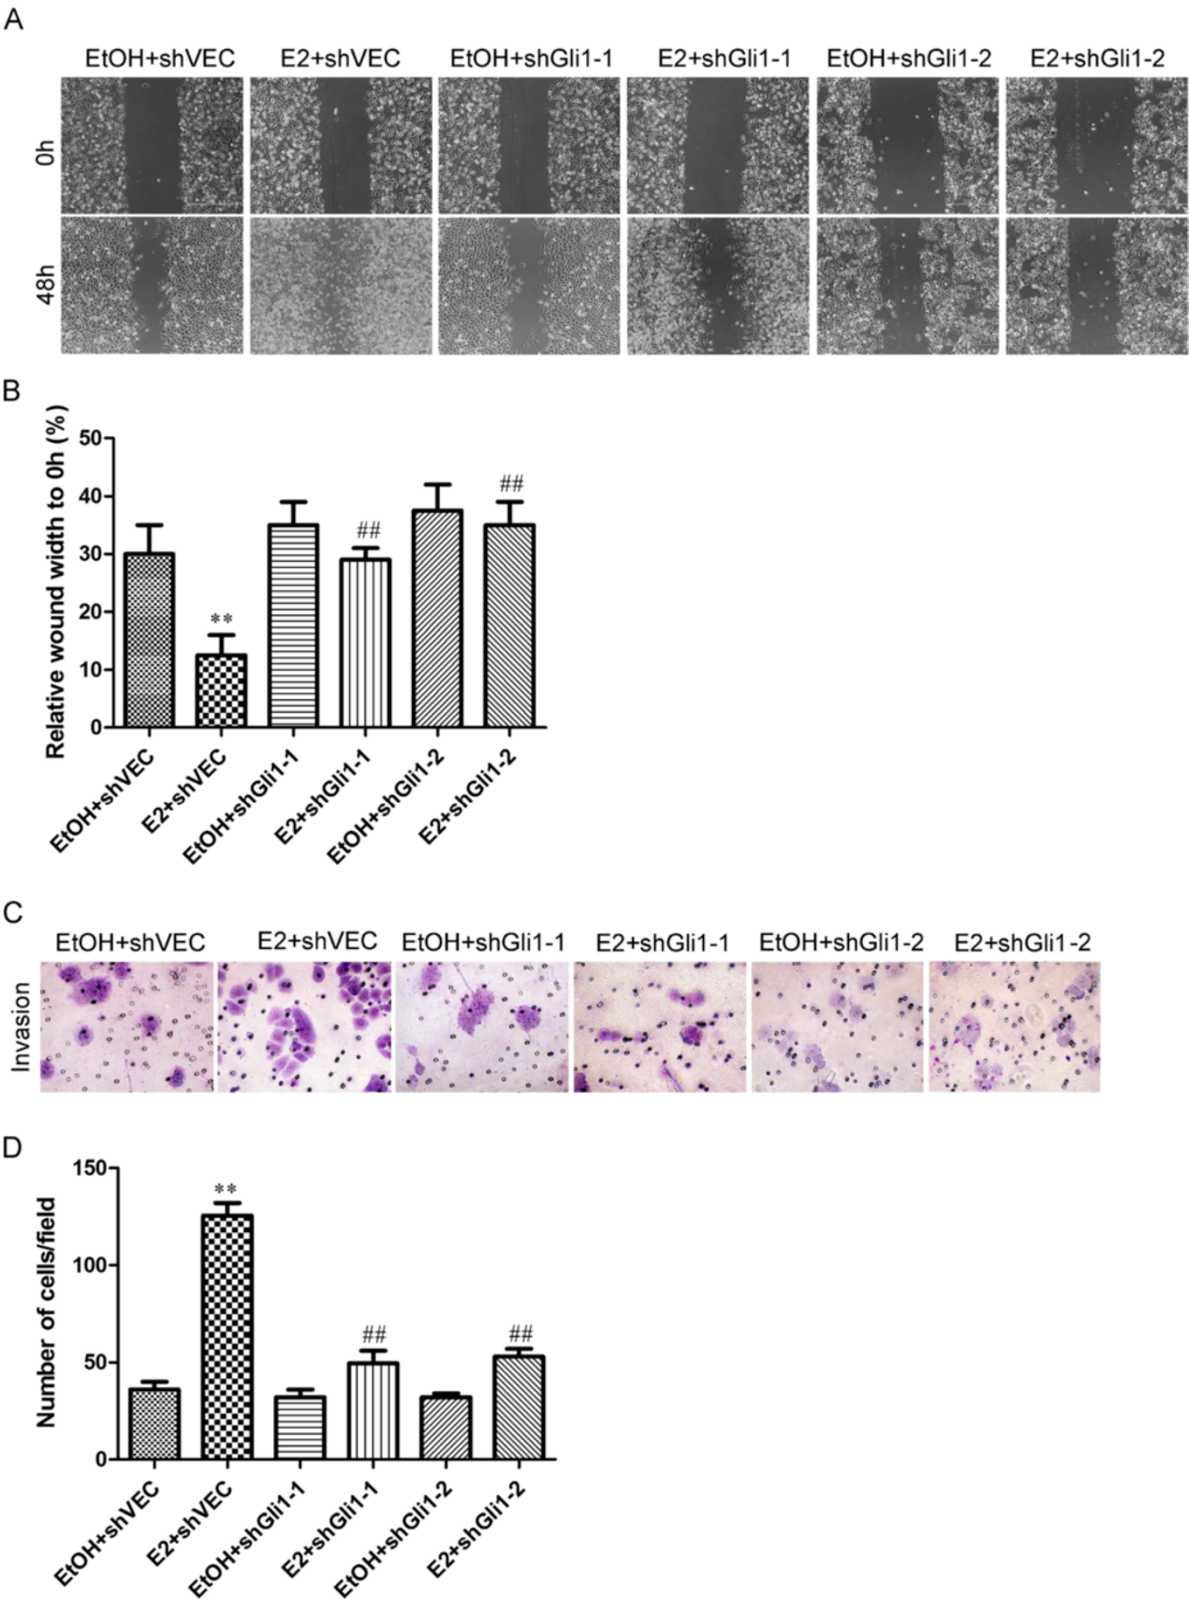 A
EtOH+shVEC E2+shVEC EtOH+shGli1-1 E2+shGli1-1 EtOH+shGli1-2 E2+shGli1-2
0h
48h
B
Relative wound width to 0h (%)
50
40
30
20
10
0
**
##
##
EtOH+shVEC
E2+shVEC
EtOH+shGli1-1
E2+shGli1-1
EtOH+shGli1-2
E2+shGli1-2
C
EtOH+shVEC E2+shVEC EtOH+shGli1-1 E2+shGli1-1 EtOH+shGli1-2 E2+shGli1-2
Invasion
D
Number of cells/field
150
100
50
0
**
##
##
EtOH+shVEC
E2+shVEC
EtOH+shGli1-1
E2+shGli1-1
EtOH+shGli1-2
E2+shGli1-2